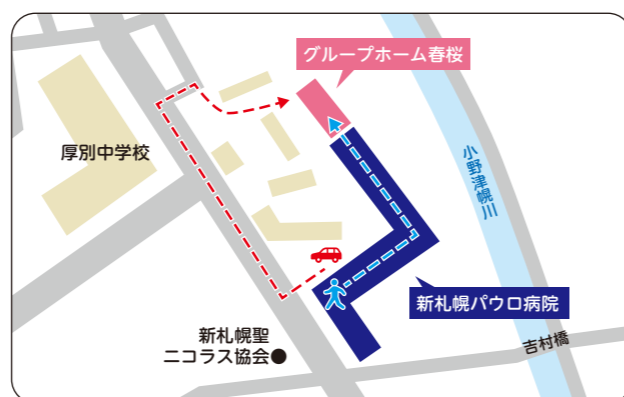 グループホーム春桜
厚別中学校
小野津幌川
新札幌パウロ病院
新札幌聖
ニコラス協会●
吉村橋